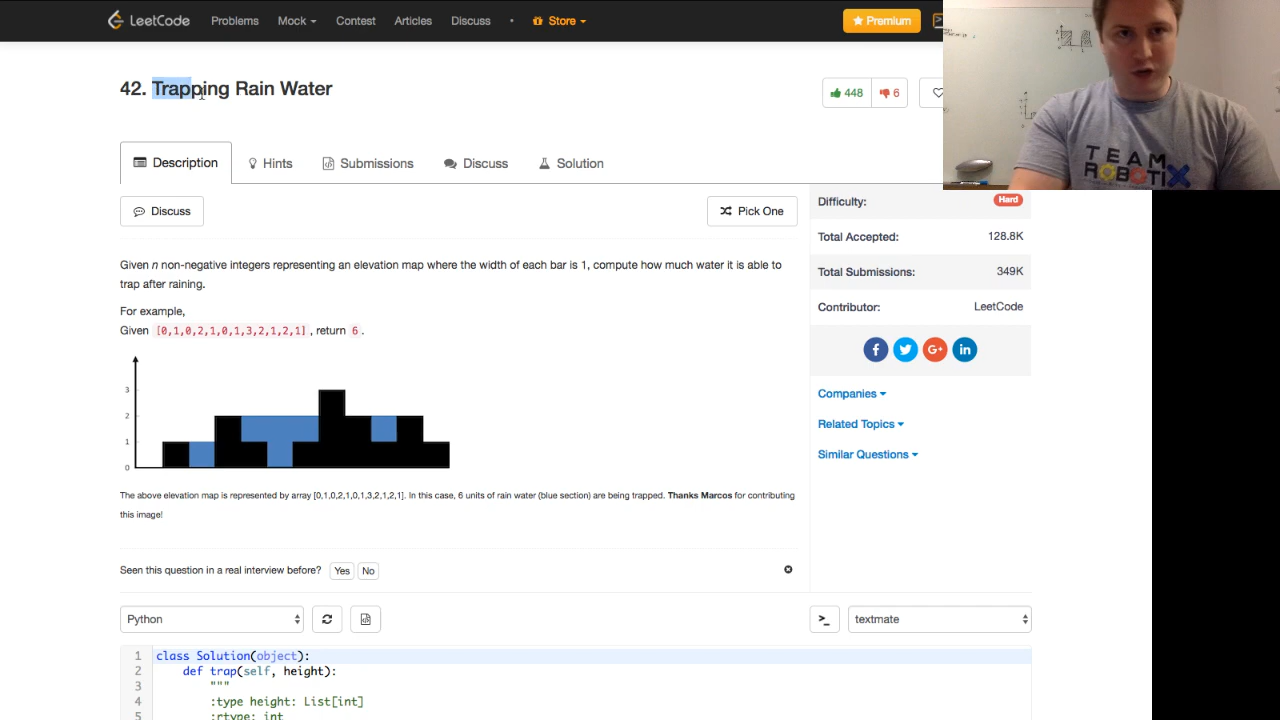 LeetCode Problems Mock Contest Articles Discuss • Store Premium
42. Trapping Rain Water
448 6
Description Hints Submissions Discuss Solution
Discuss Pick One
Given n non-negative integers representing an elevation map where the width of each bar is 1, compute how much water it is able to
trap after raining.
For example,
Given [0,1,0,2,1,0,1,3,2,1,2,1], return 6.
3
2
1
0
The above elevation map is represented by array [0,1,0,2,1,0,1,3,2,1,2,1]. In this case, 6 units of rain water (blue section) are being trapped. Thanks Marcos for contributing
this image!
Seen this question in a real interview before? Yes No
Difficulty: Hard
Total Accepted: 128.8K
Total Submissions: 349K
Contributor: LeetCode
f G+ in
Companies
Related Topics
Similar Questions
Python >_ textmate
1 class Solution(object):
2 def trap(self, height):
3 """
4 :type height: List[int]
5 :rtype: int
TEAM
ROBOTIX